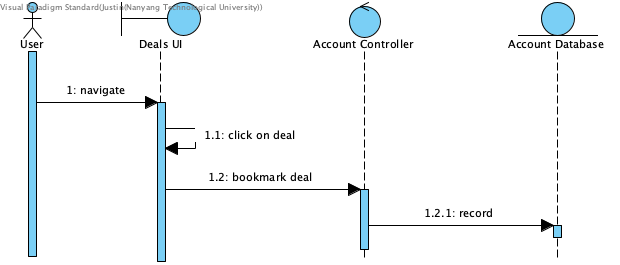 Visual Paradigm Standard(Justin(Nanyang Technological University))
User
Deals UI
Account Controller
Account Database
1: navigate
1.1: click on deal
1.2: bookmark deal
1.2.1: record